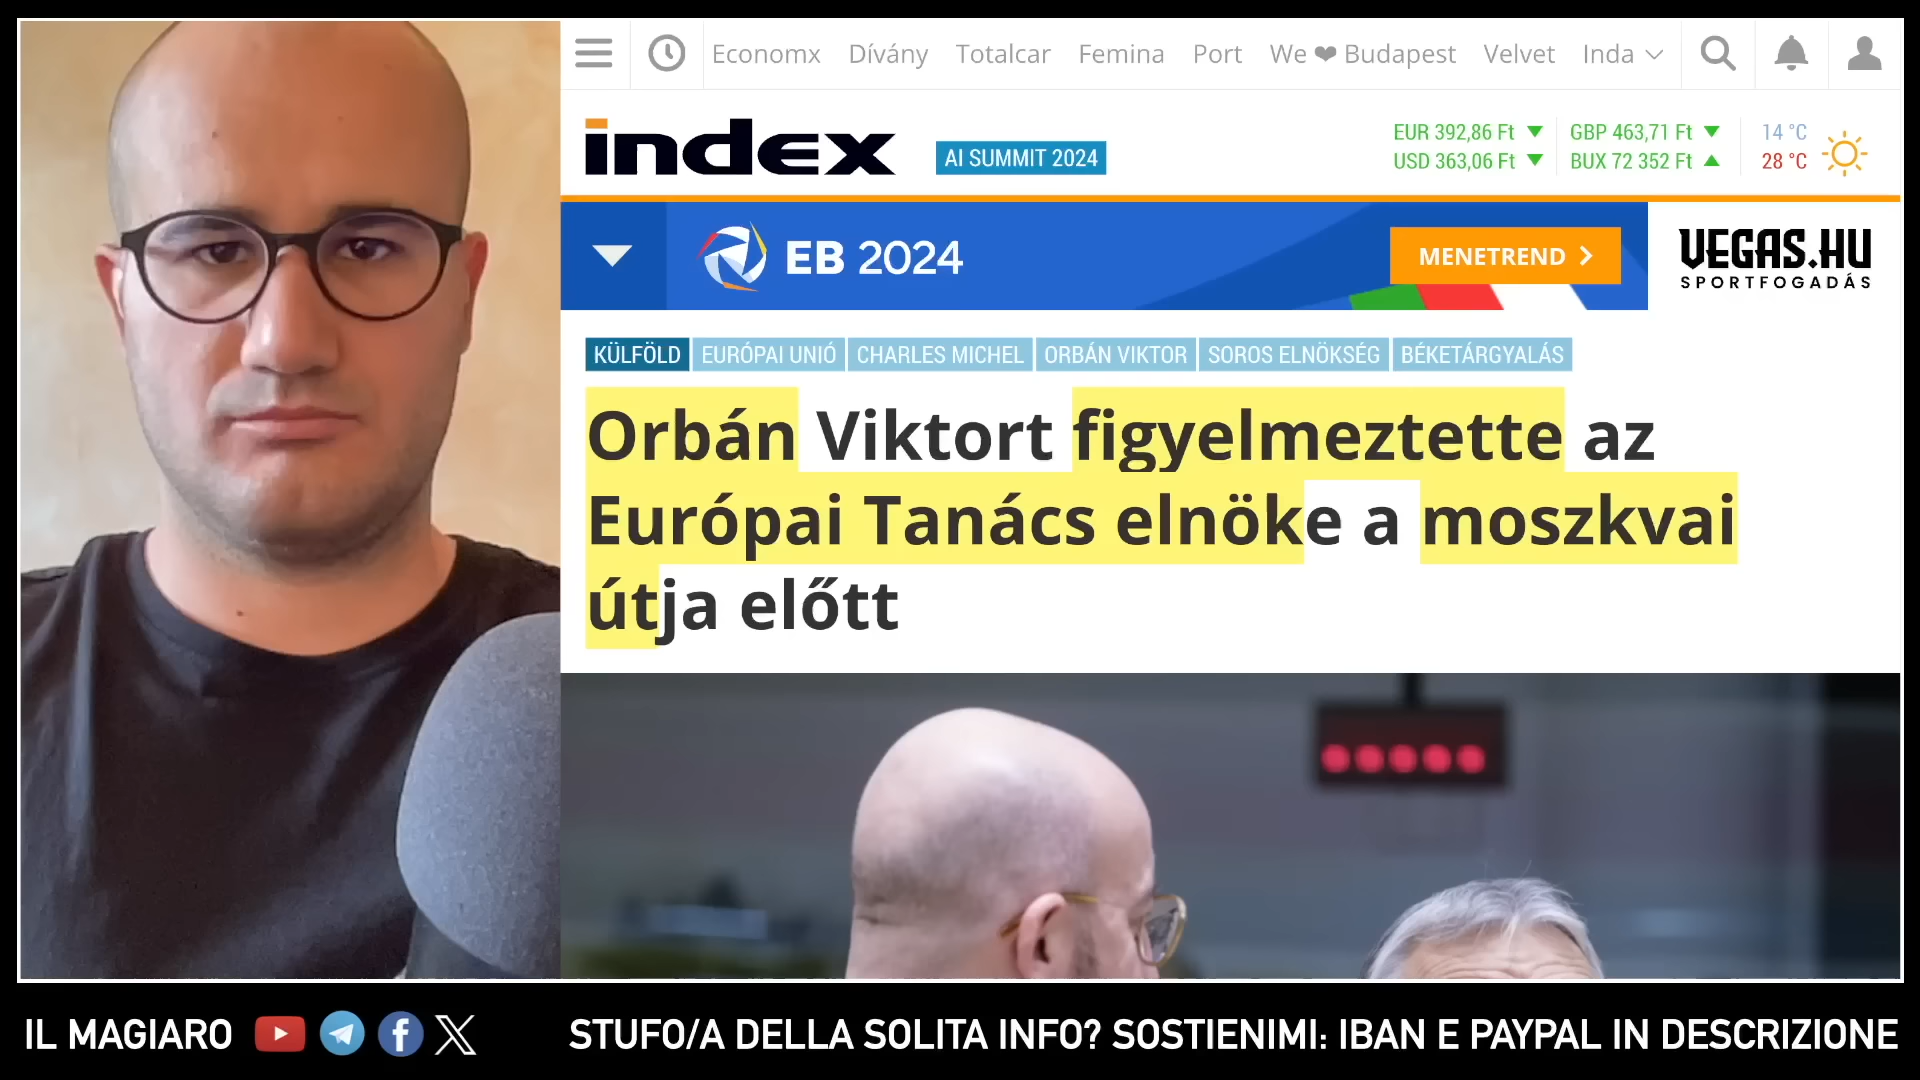 Economx Dívány Totalcar Femina Port We ❤ Budapest Velvet Inda
index
AI SUMMIT 2024
EUR 392,86 Ft ▼ GBP 463,71 Ft ▼ 14 °C
USD 363,06 Ft ▼ BUX 72 352 Ft ▲ 28 °C
EB 2024
MENETREND
VEGAS.HU
SPORTFOGADÁS
KÜLFÖLD EURÓPAI UNIÓ CHARLES MICHEL ORBÁN VIKTOR SOROS ELNÖKSÉG BÉKETÁRGYALÁS
Orbán Viktort figyelmeztette az
Európai Tanács elnöke a moszkvai
útja előtt
IL MAGIARO
STUFO/A DELLA SOLITA INFO? SOSTIENIMI: IBAN E PAYPAL IN DESCRIZIONE